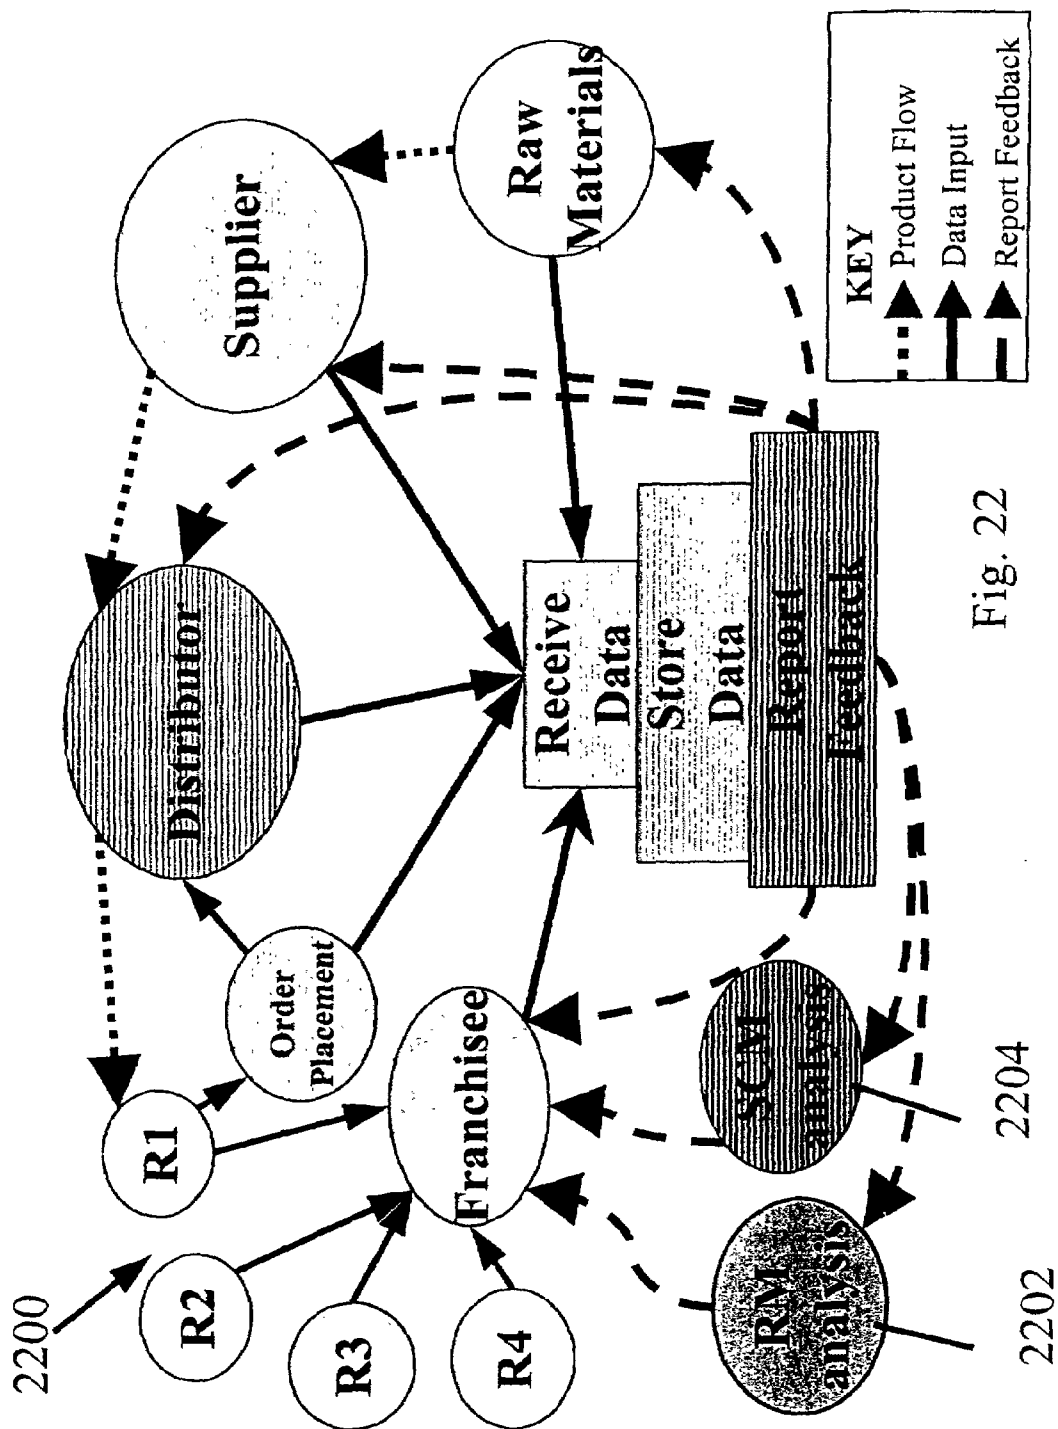 2200
R1
R2
R3
R4
Order
Placement
Franchisee
Distributor
Supplier
Raw
Materials
Receive
Data
Store
Data
Report
Feedback
RM
analysis
SCM
analysis
2202
2204
KEY
Product Flow
Data Input
Report Feedback
Fig. 22